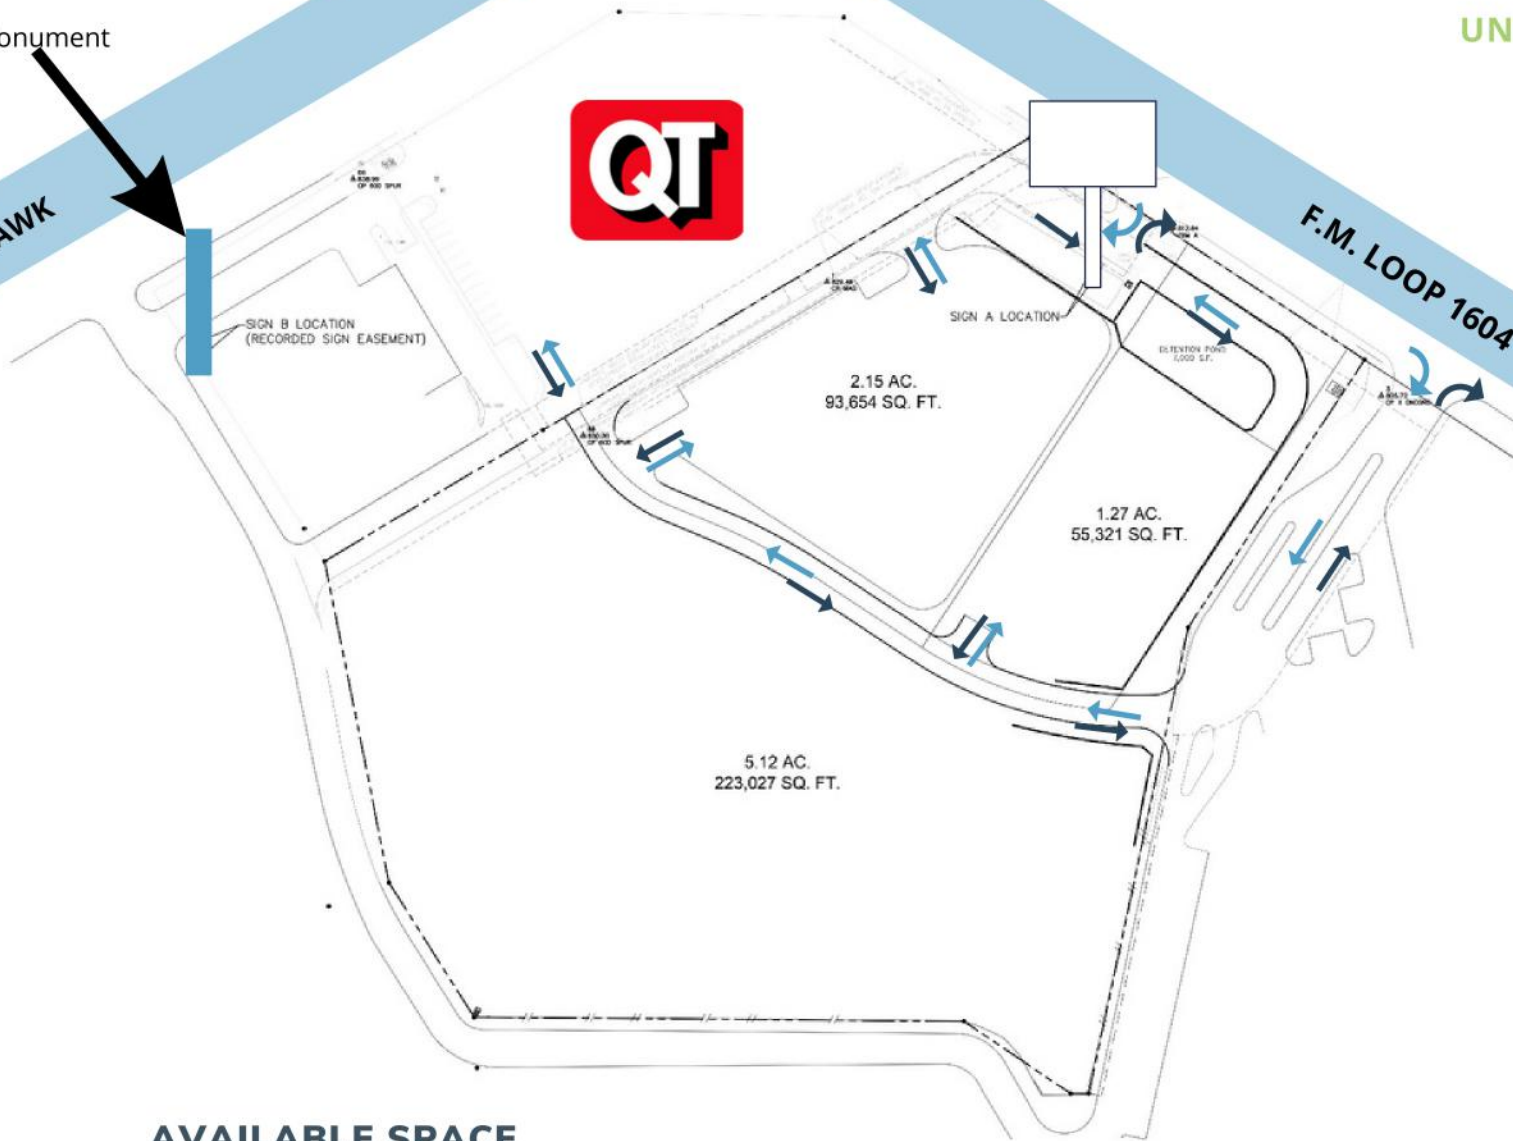 onument
UN
QT
AWK
F.M. LOOP 1604
SIGN B LOCATION
(RECORDED SIGN EASEMENT)
SIGN A LOCATION
DETENTION POND
2.15 AC.
93,654 SQ. FT.
1.27 AC.
55,321 SQ. FT.
5.12 AC.
223,027 SQ. FT.
AVAILABLE SPACE